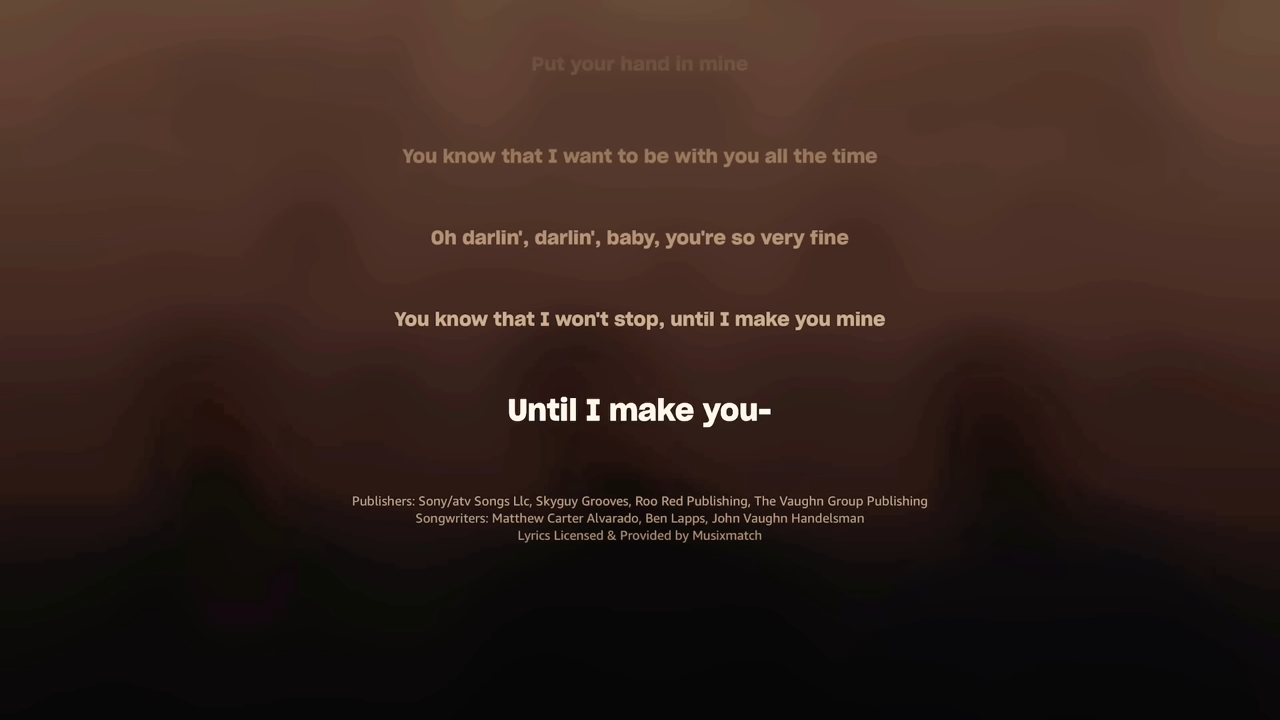 Put your hand in mine
You know that I want to be with you all the time
Oh darlin', darlin', baby, you're so very fine
You know that I won't stop, until I make you mine
Until I make you-
Publishers: Sony/atv Songs Llc, Skyguy Grooves, Roo Red Publishing, The Vaughn Group Publishing
Songwriters: Matthew Carter Alvarado, Ben Lapps, John Vaughn Handelsman
Lyrics Licensed & Provided by Musixmatch